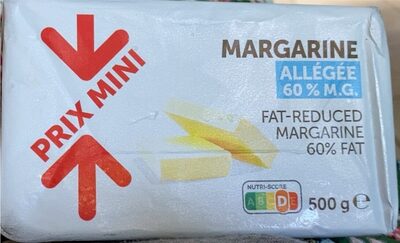 PRIX MINI
MARGARINE
ALLÉGÉE
60 % M.G.
FAT-REDUCED
MARGARINE
60% FAT
NUTRI-SCORE
A B C D E
500 g e